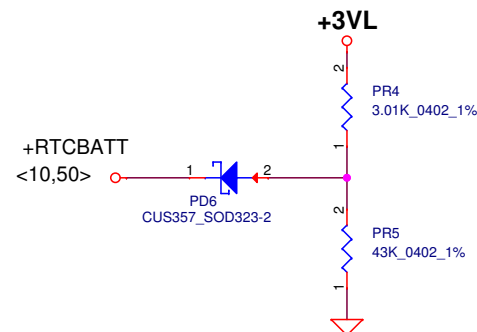 +3VL
2
PR4
3.01K_0402_1%
1
+RTCBATT
<10,50>
1
2
PD6
CUS357_SOD323-2
2
PR5
43K_0402_1%
1